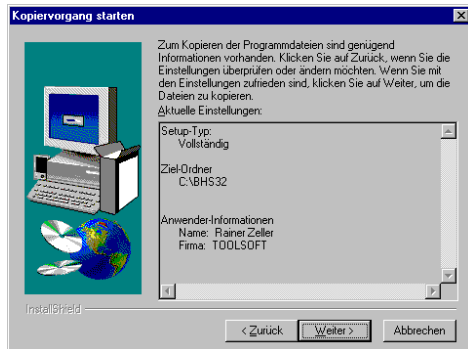 Kopiervorgang starten
Zum Kopieren der Programmdateien sind genügend
Informationen vorhanden. Klicken Sie auf Zurück, wenn Sie die
Einstellungen überprüfen oder ändern möchten. Wenn Sie mit
den Einstellungen zufrieden sind, klicken Sie auf Weiter, um die
Dateien zu kopieren.
Aktuelle Einstellungen:
Setup-Typ:
Vollständig
Ziel-Ordner
C:\BHS32
Anwender-Informationen
Name: Rainer Zeller
Firma: TOOLSOFT
InstallShield
< Zurück
Weiter >
Abbrechen